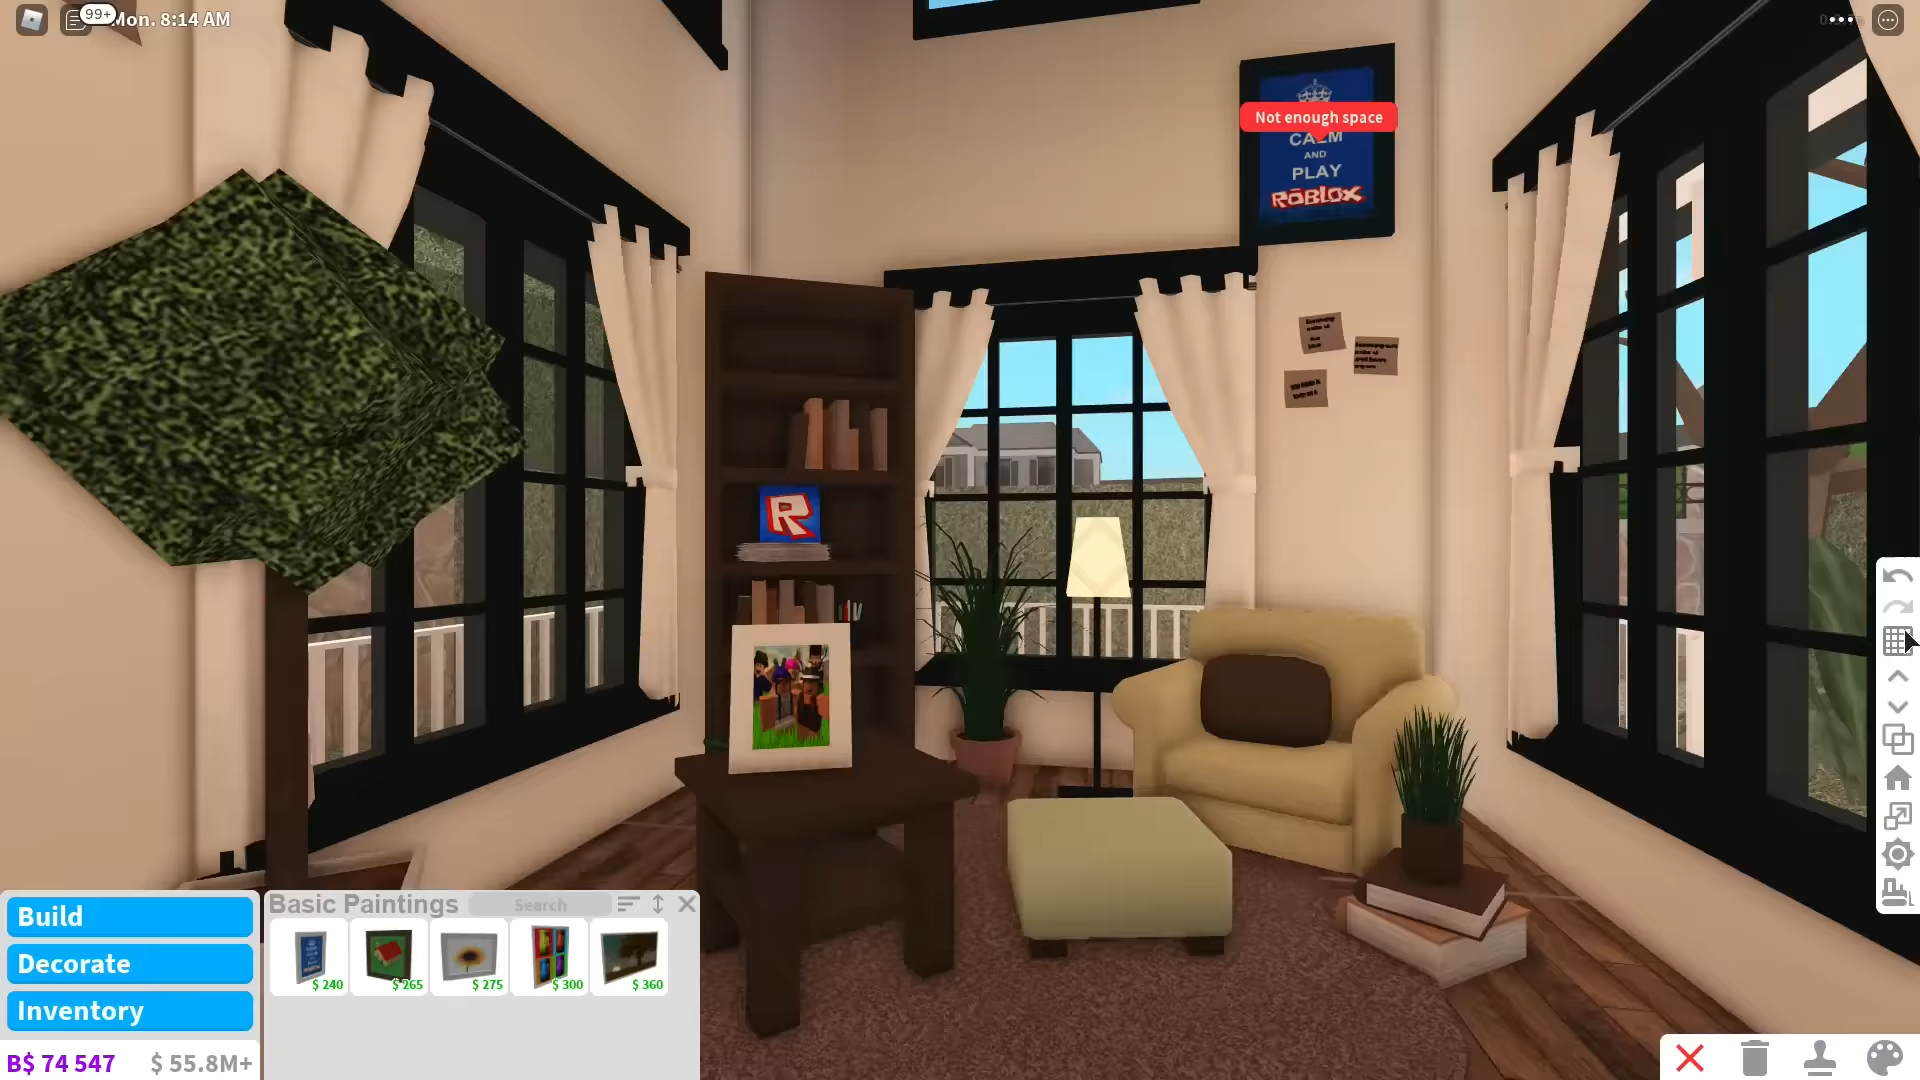 99+
Mon. 8:14 AM
Not enough space
CALM
AND
PLAY
ROBLOX
R
Build
Decorate
Inventory
B$ 74 547
$ 55.8M+
Basic Paintings
Search
$ 240
$ 265
$ 275
$ 300
$ 360